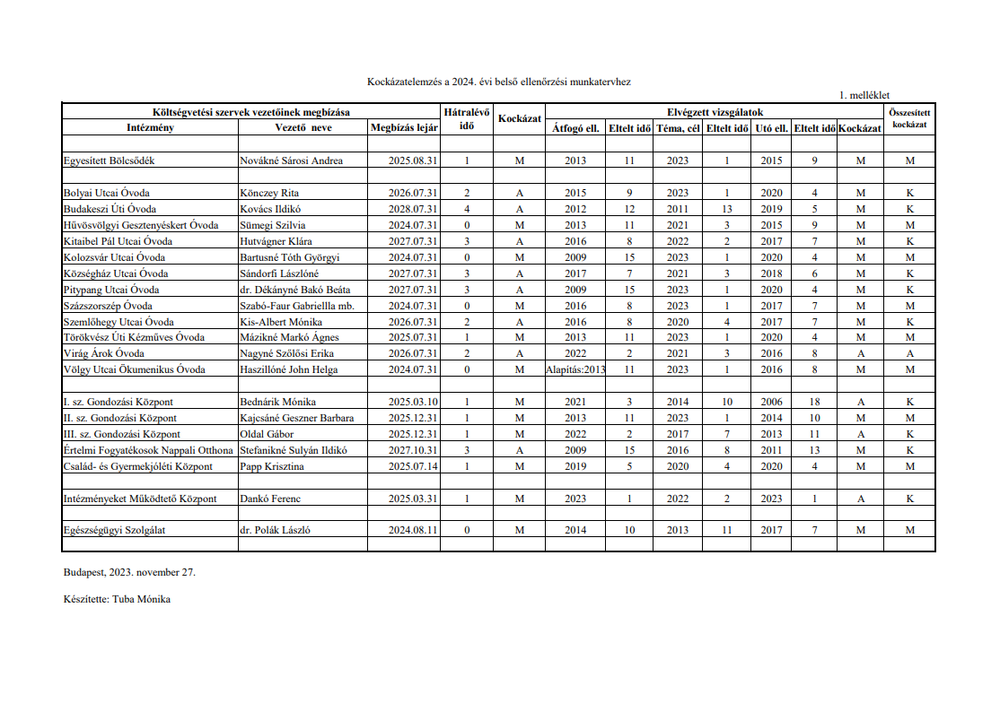 Kockázatelemzés a 2024. évi belső ellenőrzési munkatervhez
1. melléklet
Költségvetési szervek vezetőinek megbízása Hátralévő idő Kockázat Elvégzett vizsgálatok Összesített kockázat
Intézmény Vezető neve Megbízás lejár Átfogó ell. Eltelt idő Téma, cél Eltelt idő Utó ell. Eltelt idő Kockázat
Egyesített Bölcsődék Novákné Sárosi Andrea 2025.08.31 1 M 2013 11 2023 1 2015 9 M M
Bolyai Utcai Óvoda Könczey Rita 2026.07.31 2 A 2015 9 2023 1 2020 4 M K
Budakeszi Úti Óvoda Kovács Ildikó 2028.07.31 4 A 2012 12 2011 13 2019 5 M K
Hűvösvölgyi Gesztenyéskert Óvoda Sümegi Szilvia 2024.07.31 0 M 2013 11 2021 3 2015 9 M M
Kitaibel Pál Utcai Óvoda Hutvágner Klára 2027.07.31 3 A 2016 8 2022 2 2017 7 M K
Kolozsvár Utcai Óvoda Bartusné Tóth Györgyi 2024.07.31 0 M 2009 15 2023 1 2020 4 M M
Községház Utcai Óvoda Sándorfi Lászlóné 2027.07.31 3 A 2017 7 2021 3 2018 6 M K
Pitypang Utcai Óvoda dr. Dékányné Bakó Beáta 2027.07.31 3 A 2009 15 2023 1 2020 4 M K
Százszorszép Óvoda Szabó-Faur Gabriellla mb. 2024.07.31 0 M 2016 8 2023 1 2017 7 M M
Szemlőhegy Utcai Óvoda Kis-Albert Mónika 2026.07.31 2 A 2016 8 2020 4 2017 7 M K
Törökvész Úti Kézműves Óvoda Mázikné Markó Ágnes 2025.07.31 1 M 2013 11 2023 1 2020 4 M M
Virág Árok Óvoda Nagyné Szőlősi Erika 2026.07.31 2 A 2022 2 2021 3 2016 8 A A
Völgy Utcai Ökumenikus Óvoda Haszillóné John Helga 2024.07.31 0 M Alapítás:2013 11 2023 1 2016 8 M M
I. sz. Gondozási Központ Bednárik Mónika 2025.03.10 1 M 2021 3 2014 10 2006 18 A K
II. sz. Gondozási Központ Kajcsáné Geszner Barbara 2025.12.31 1 M 2013 11 2023 1 2014 10 M M
III. sz. Gondozási Központ Oldal Gábor 2025.12.31 1 M 2022 2 2017 7 2013 11 A K
Értelmi Fogyatékosok Nappali Otthona Stefanikné Sulyán Ildikó 2027.10.31 3 A 2009 15 2016 8 2011 13 M K
Család- és Gyermekjóléti Központ Papp Krisztina 2025.07.14 1 M 2019 5 2020 4 2020 4 M M
Intézményeket Működtető Központ Dankó Ferenc 2025.03.31 1 M 2023 1 2022 2 2023 1 A K
Egészségügyi Szolgálat dr. Polák László 2024.08.11 0 M 2014 10 2013 11 2017 7 M M
Budapest, 2023. november 27.
Készítette: Tuba Mónika